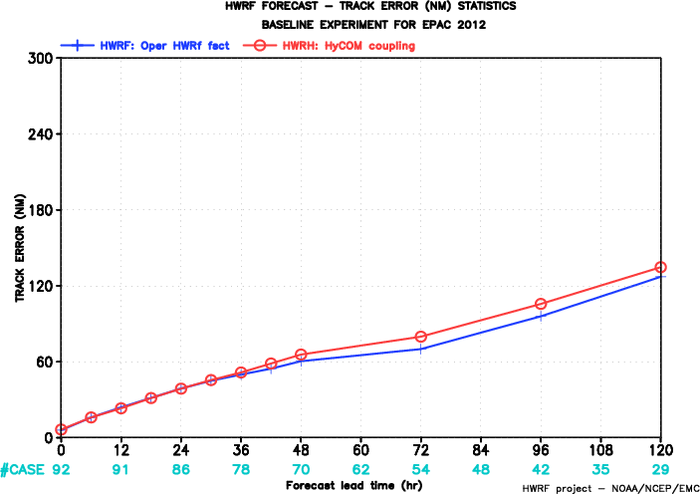 HWRF FORECAST – TRACK ERROR (NM) STATISTICS
BASELINE EXPERIMENT FOR EPAC 2012
HWRF: Oper HWRf fact HWRH: HyCOM coupling
300
240
180
120
60
0
TRACK ERROR (NM)
0 12 24 36 48 60 72 84 96 108 120
#CASE 92 91 86 78 70 62 54 48 42 35 29
Forecast lead time (hr)
HWRF project – NOAA/NCEP/EMC